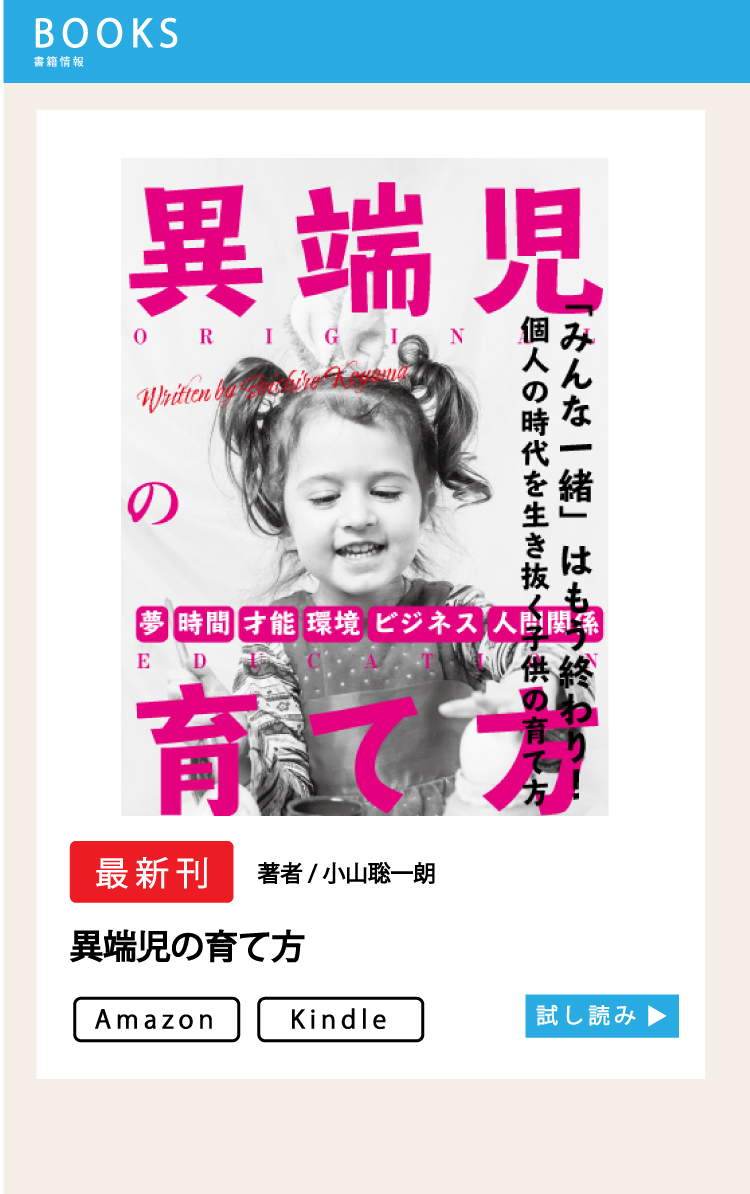 BOOKS
書籍情報
異端児
ORIGINAL
Written by Soichiro Koyama
「みんな一緒」はもう終わり！
個人の時代を生き抜く子供の育て方
の
夢 時間 才能 環境 ビジネス 人間関係
EDUCATION
育て方
最新刊
著者 / 小山聡一朗
異端児の育て方
Amazon
Kindle
試し読み ▶